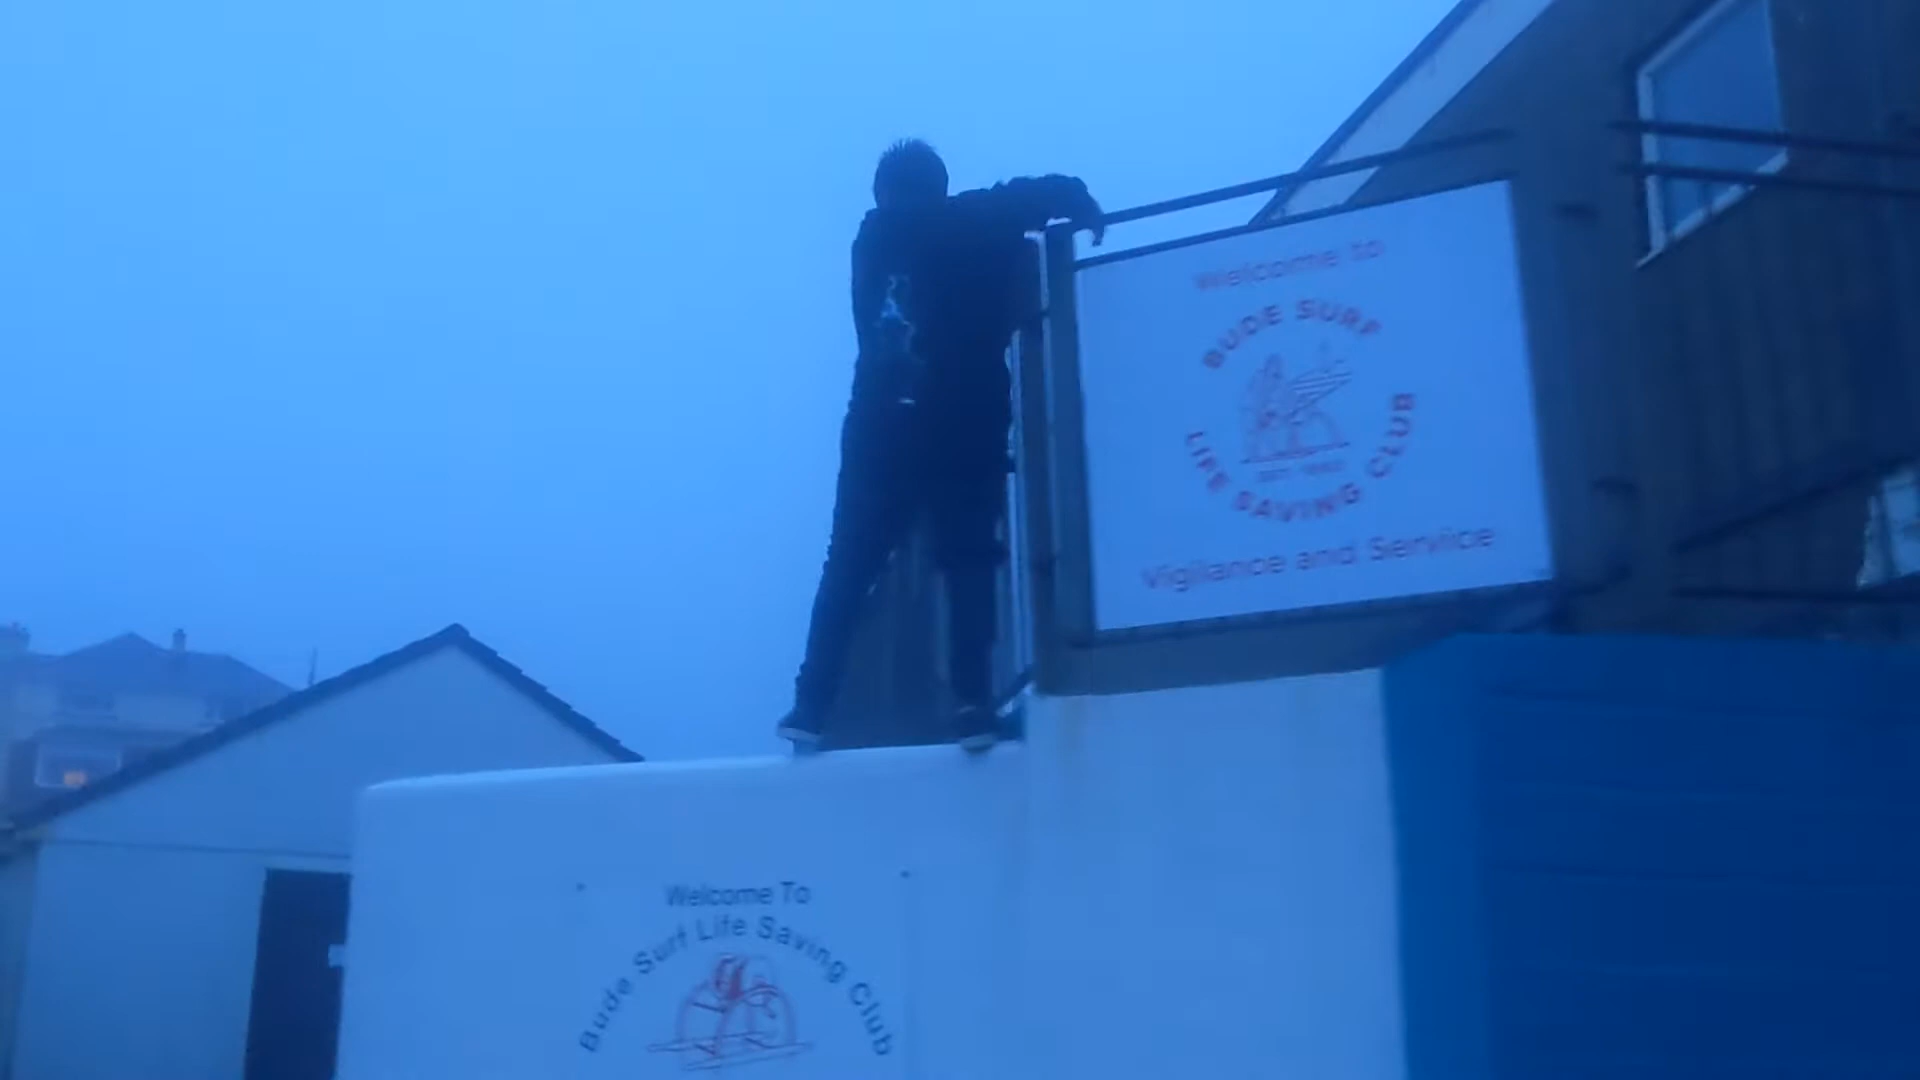 Welcome to
BUDE SURF
LIFE SAVING CLUB
Vigilance and Service
Welcome To
Bude Surf Life Saving Club